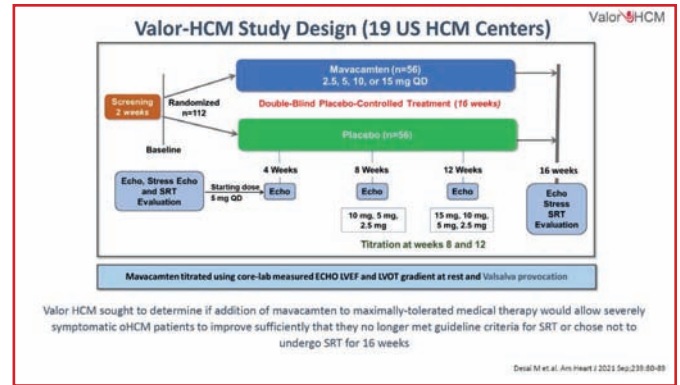 Valor-HCM Study Design (19 US HCM Centers)
Valor HCM
Mavacamten (n=56)
2.5, 5, 10, or 15 mg QD
Screening
2 weeks
Randomized
n=112
Double-Blind Placebo-Controlled Treatment (16 weeks)
Placebo (n=56)
Baseline
4 Weeks
8 Weeks
12 Weeks
16 weeks
Echo, Stress Echo
and SRT
Evaluation
Starting dose
5 mg QD
Echo
Echo
Echo
Echo
Stress
SRT
Evaluation
10 mg, 5 mg,
2.5 mg
15 mg, 10 mg,
5 mg, 2.5 mg
Titration at weeks 8 and 12
Mavacamten titrated using core-lab measured ECHO LVEF and LVOT gradient at rest and Valsalva provocation
Valor HCM sought to determine if addition of mavacamten to maximally-tolerated medical therapy would allow severely
symptomatic oHCM patients to improve sufficiently that they no longer met guideline criteria for SRT or chose not to
undergo SRT for 16 weeks
Desai M et al. Am Heart J 2021 Sep;239:80-89